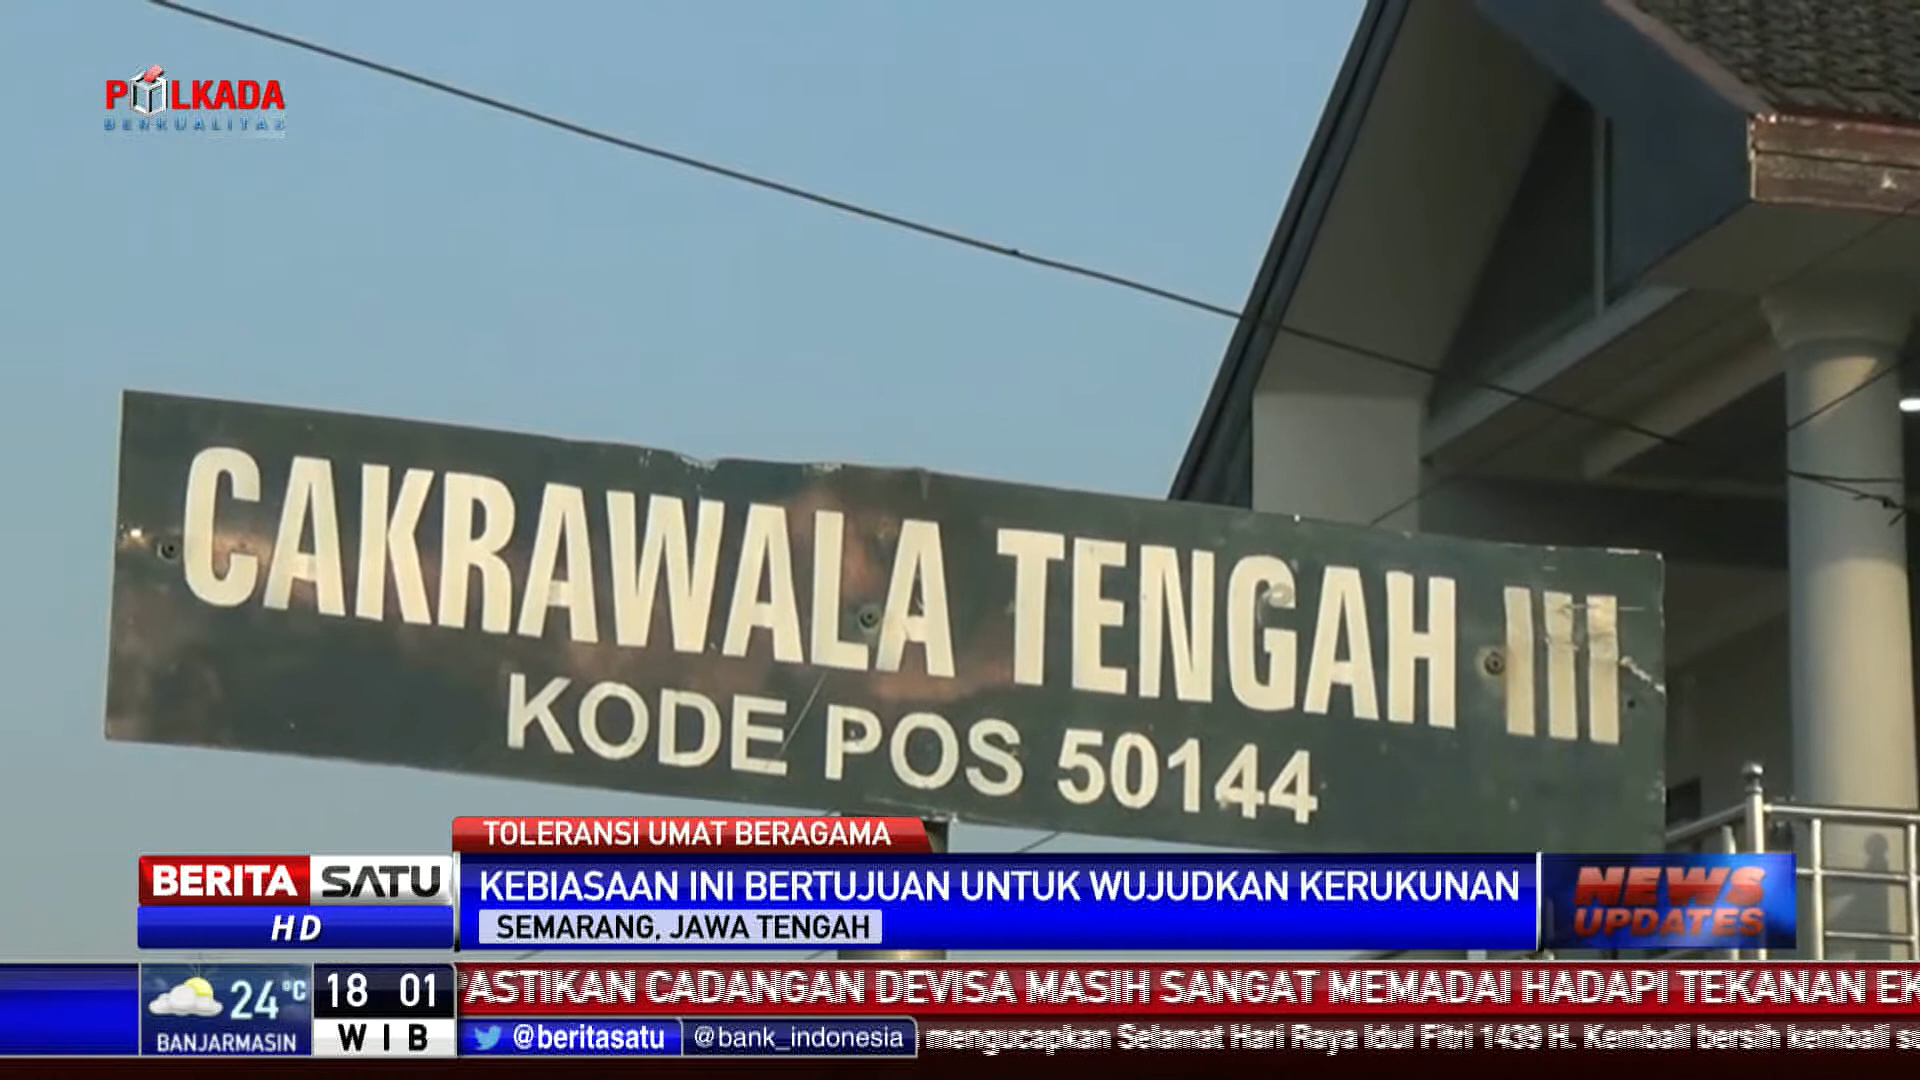 PILKADA
BERKUALITAS
CAKRAWALA TENGAH III
KODE POS 50144
TOLERANSI UMAT BERAGAMA
BERITA SATU
HD
KEBIASAAN INI BERTUJUAN UNTUK WUJUDKAN KERUKUNAN
SEMARANG, JAWA TENGAH
NEWS
UPDATES
24°C
BANJARMASIN
18 01
WIB
PASTIKAN CADANGAN DEVISA MASIH SANGAT MEMADAI HADAPI TEKANAN
@beritasatu
@bank_indonesia
mengucapkan Selamat Hari Raya Idul Fitri 1439 H. Kembali bersih kembali